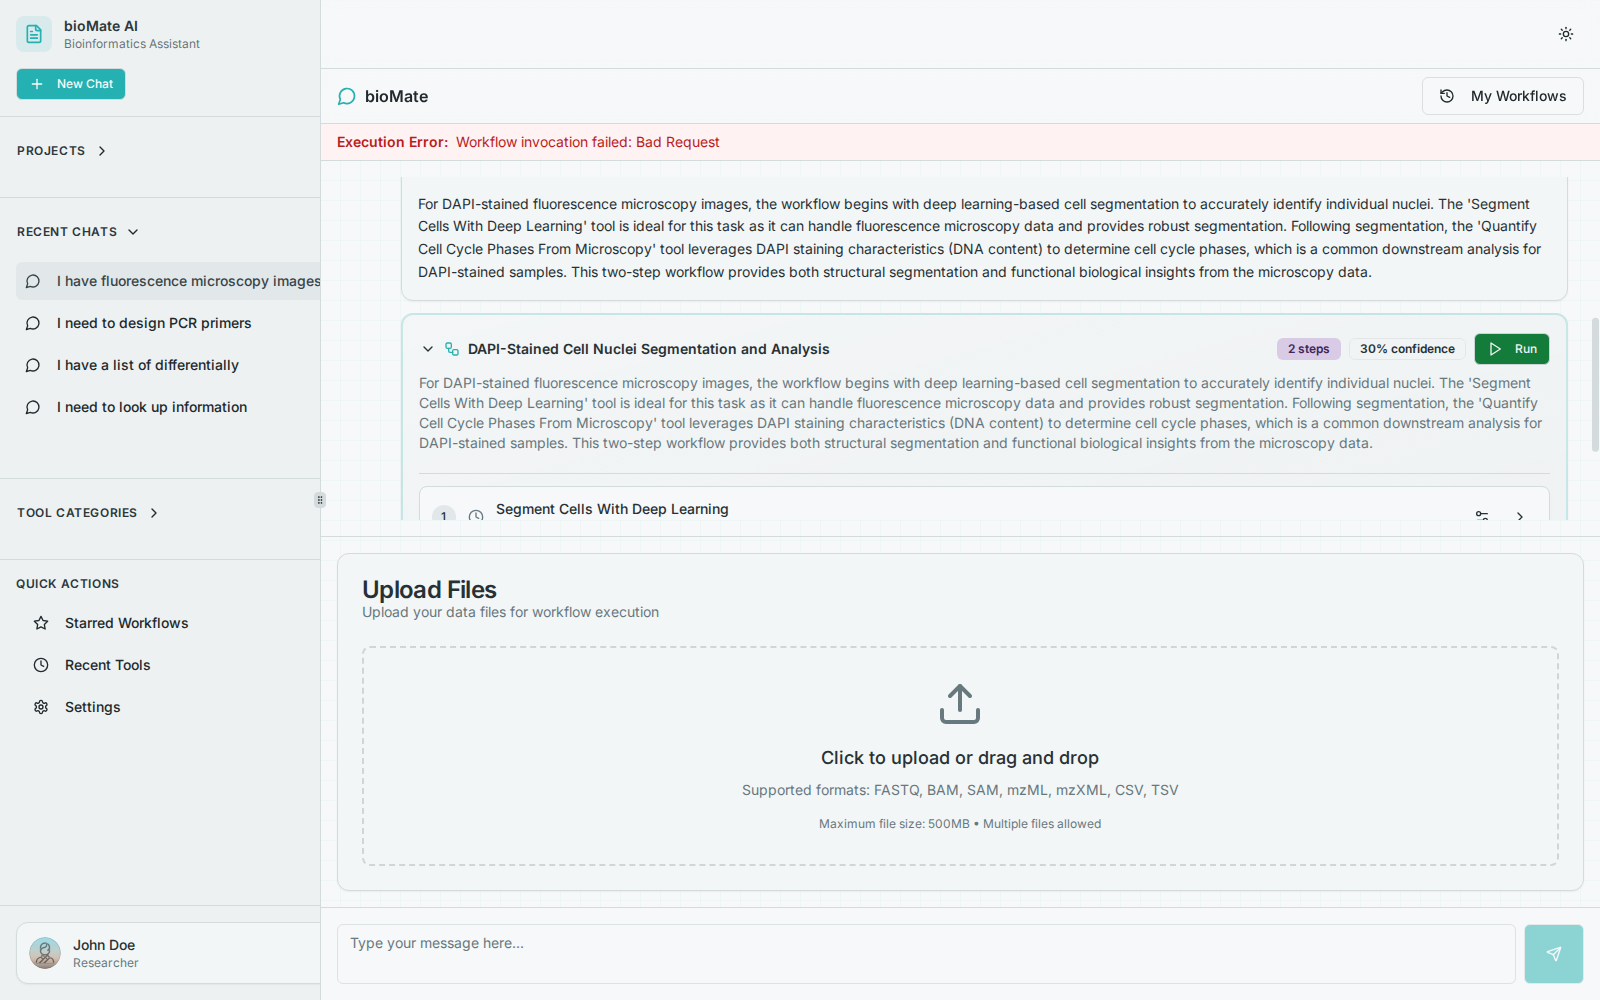 bioMate AI
Bioinformatics Assistant
New Chat
PROJECTS
RECENT CHATS
I have fluorescence microscopy images
I need to design PCR primers
I have a list of differentially
I need to look up information
TOOL CATEGORIES
QUICK ACTIONS
Starred Workflows
Recent Tools
Settings
John Doe
Researcher
bioMate
My Workflows
Execution Error: Workflow invocation failed: Bad Request
For DAPI-stained fluorescence microscopy images, the workflow begins with deep learning-based cell segmentation to accurately identify individual nuclei. The 'Segment
Cells With Deep Learning' tool is ideal for this task as it can handle fluorescence microscopy data and provides robust segmentation. Following segmentation, the 'Quantify
Cell Cycle Phases From Microscopy' tool leverages DAPI staining characteristics (DNA content) to determine cell cycle phases, which is a common downstream analysis for
DAPI-stained samples. This two-step workflow provides both structural segmentation and functional biological insights from the microscopy data.
DAPI-Stained Cell Nuclei Segmentation and Analysis
2 steps
30% confidence
Run
For DAPI-stained fluorescence microscopy images, the workflow begins with deep learning-based cell segmentation to accurately identify individual nuclei. The 'Segment
Cells With Deep Learning' tool is ideal for this task as it can handle fluorescence microscopy data and provides robust segmentation. Following segmentation, the 'Quantify
Cell Cycle Phases From Microscopy' tool leverages DAPI staining characteristics (DNA content) to determine cell cycle phases, which is a common downstream analysis for
DAPI-stained samples. This two-step workflow provides both structural segmentation and functional biological insights from the microscopy data.
1
Segment Cells With Deep Learning
Upload Files
Upload your data files for workflow execution
Click to upload or drag and drop
Supported formats: FASTQ, BAM, SAM, mzML, mzXML, CSV, TSV
Maximum file size: 500MB • Multiple files allowed
Type your message here...